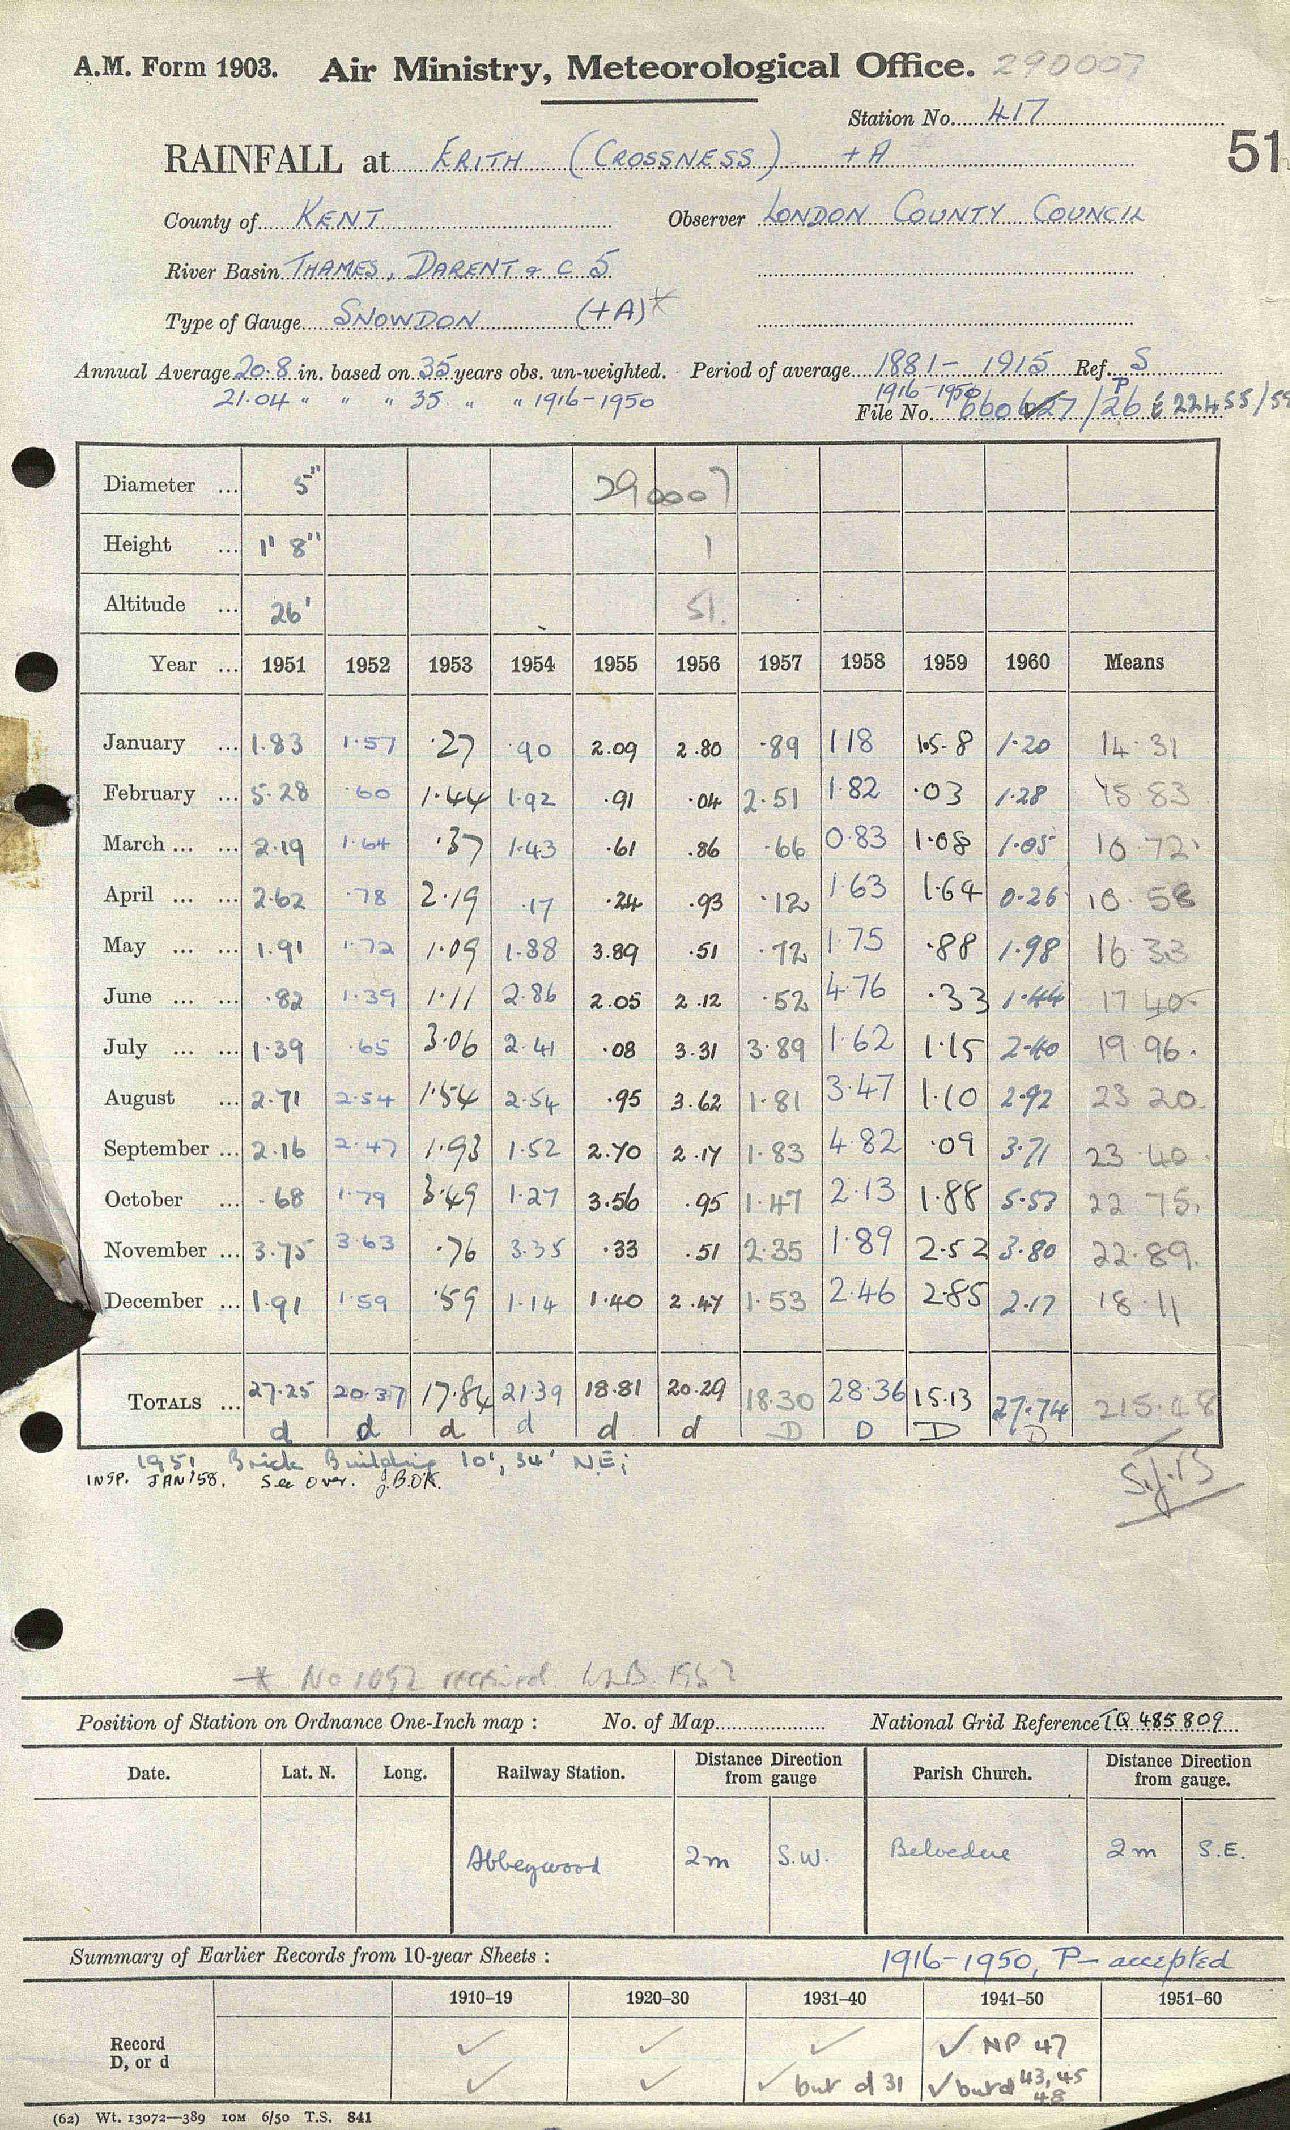 A.M. Form 1903. Air Ministry, Meteorological Office. 290007
Station No. 417
51
RAINFALL at ERITH (CROSSNESS) +A
County of KENT Observer LONDON COUNTY COUNCIL
River Basin THAMES, DARENT & C 5
Type of Gauge SNOWDON (+A)*
Annual Average 20.8 in. based on 35 years obs. un-weighted. Period of average 1881-1915 Ref. S
21.04 " " " 35 " " 1916-1950 1916-1950 P
File No.
Diameter ... 5" 290007
Height ... 1' 8" 1
Altitude ... 26' 51.
Year ... 1951 1952 1953 1954 1955 1956 1957 1958 1959 1960 Means
January ... 1.83 1.57 .27 .90 2.09 2.80 .89 1.18 1.58 1.20 14.31
February ... 5.28 .60 1.44 1.92 .91 .04 2.51 1.82 .03 1.28 15 83
March ... ... 2.19 1.64 .37 1.43 .61 .86 .66 0.83 1.08 1.05 10.72
April ... ... 2.62 .78 2.19 .17 .24 .93 .12 1.63 1.64 0.26 10.58
May ... ... 1.91 1.72 1.09 1.88 3.89 .51 .72 1.75 .88 1.98 16.33
June ... ... .82 1.39 1.11 2.86 2.05 2.12 .52 4.76 .33 1.44 17 40
July ... ... 1.39 .65 3.06 2.41 .08 3.31 3.89 1.62 1.15 2.40 19.96
August ... 2.71 2.54 1.54 2.54 .95 3.62 1.81 3.47 1.10 2.92 23 20
September ... 2.16 2.47 1.93 1.52 2.70 2.17 1.83 4.82 .09 3.71 23.40
October ... .68 1.79 3.49 1.27 3.56 .95 1.47 2.13 1.88 5.53 22 75
November ... 3.75 3.63 .76 3.35 .33 .51 2.35 1.89 2.52 3.80 22.89
December ... 1.91 1.59 .59 1.14 1.40 2.47 1.53 2.46 2.85 2.17 18.11
TOTALS ... 27.25 20.37 17.84 21.39 18.81 20.29 18.30 28.36 15.13 27.74 215.48
d d d d d d D D D D
1951 Brick Building 10', 34' N.E;
INSP. JAN '58. See over. J.B.OK.
* No 1092 received
Position of Station on Ordnance One-Inch map : No. of Map National Grid Reference TQ 485809
Date. Lat. N. Long. Railway Station. Distance Direction from gauge Parish Church. Distance Direction from gauge.
Abbeywood 2m S.W. Belvedere 2m S.E.
Summary of Earlier Records from 10-year Sheets : 1916-1950, P- accepted
1910-19 1920-30 1931-40 1941-50 1951-60
Record ✓ ✓ ✓ ✓ NP 47
D, or d ✓ ✓ ✓ but d 31 ✓ but d 43, 45
48
(62) Wt. 13072—389 10M 6/50 T.S. 841